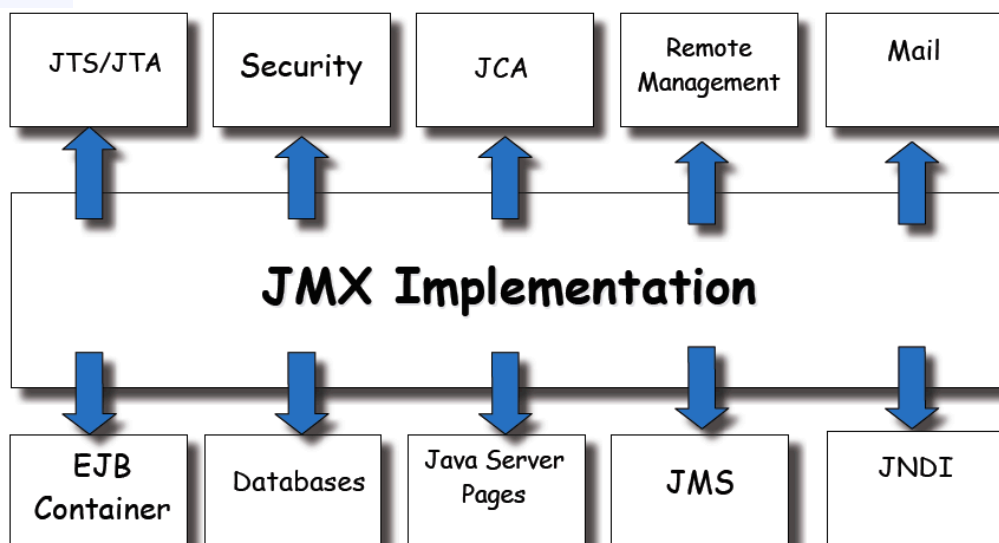 JTS/JTA
Security
JCA
Remote
Management
Mail
JMX Implementation
EJB
Container
Databases
Java Server
Pages
JMS
JNDI